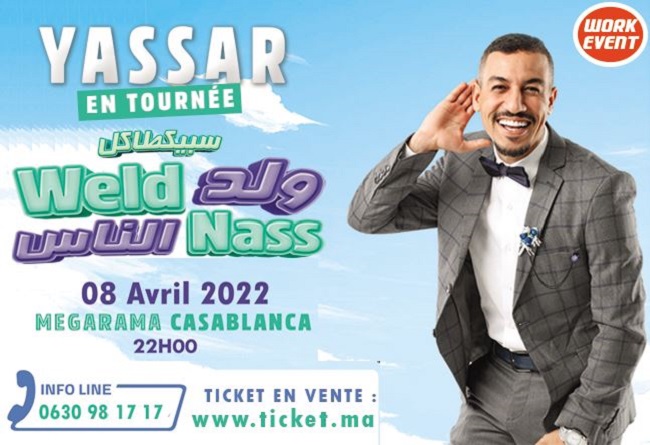 YASSAR
EN TOURNÉE
WORK
EVENT
سبيكطاكل
Weld ولد
الناس Nass
08 Avril 2022
MEGARAMA CASABLANCA
22H00
INFO LINE
0630 98 17 17
TICKET EN VENTE :
www.ticket.ma